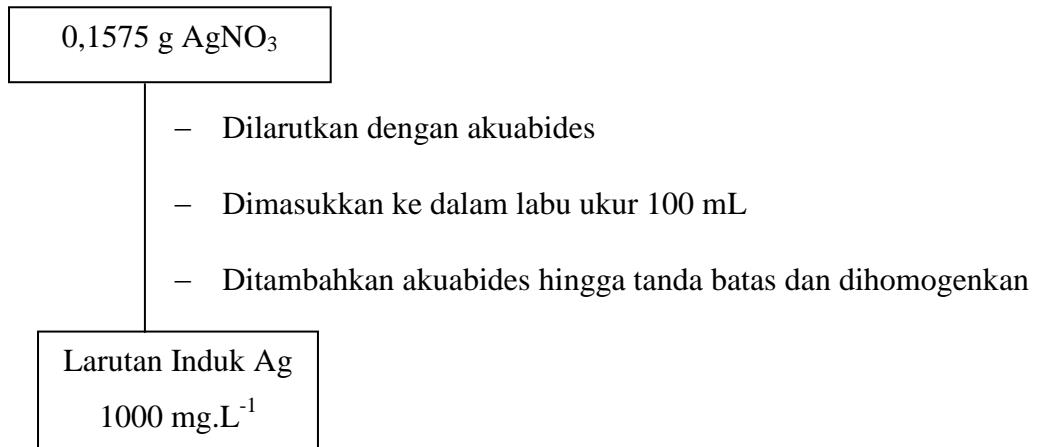 0,1575 g AgNO₃
– Dilarutkan dengan akuabides
– Dimasukkan ke dalam labu ukur 100 mL
– Ditambahkan akuabides hingga tanda batas dan dihomogenkan
Larutan Induk Ag
1000 mg.L⁻¹